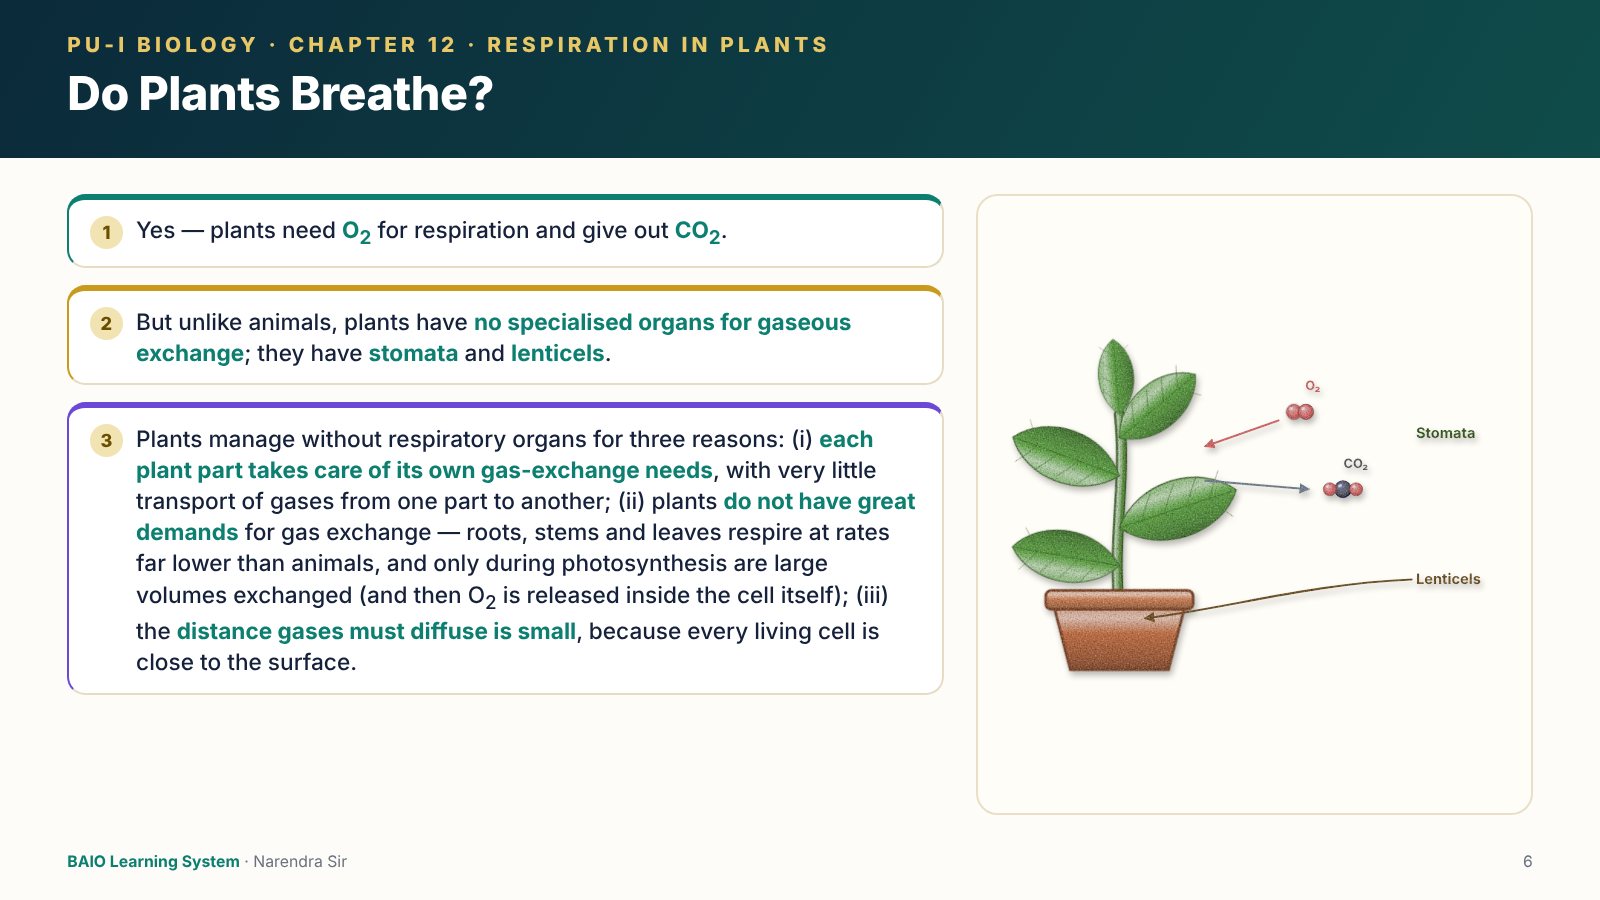 PU-I BIOLOGY · CHAPTER 12 · RESPIRATION IN PLANTS
Do Plants Breathe?
1 Yes — plants need O₂ for respiration and give out CO₂.
2 But unlike animals, plants have no specialised organs for gaseous
exchange; they have stomata and lenticels.
3 Plants manage without respiratory organs for three reasons: (i) each
plant part takes care of its own gas-exchange needs, with very little
transport of gases from one part to another; (ii) plants do not have great
demands for gas exchange — roots, stems and leaves respire at rates
far lower than animals, and only during photosynthesis are large
volumes exchanged (and then O₂ is released inside the cell itself); (iii)
the distance gases must diffuse is small, because every living cell is
close to the surface.
O₂
Stomata
CO₂
Lenticels
BAIO Learning System · Narendra Sir
6